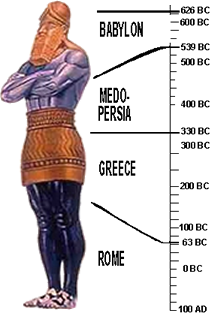 626 BC
600 BC
BABYLON
539 BC
500 BC
MEDO-
PERSIA
400 BC
330 BC
300 BC
GREECE
200 BC
100 BC
63 BC
ROME
0 BC
100 AD